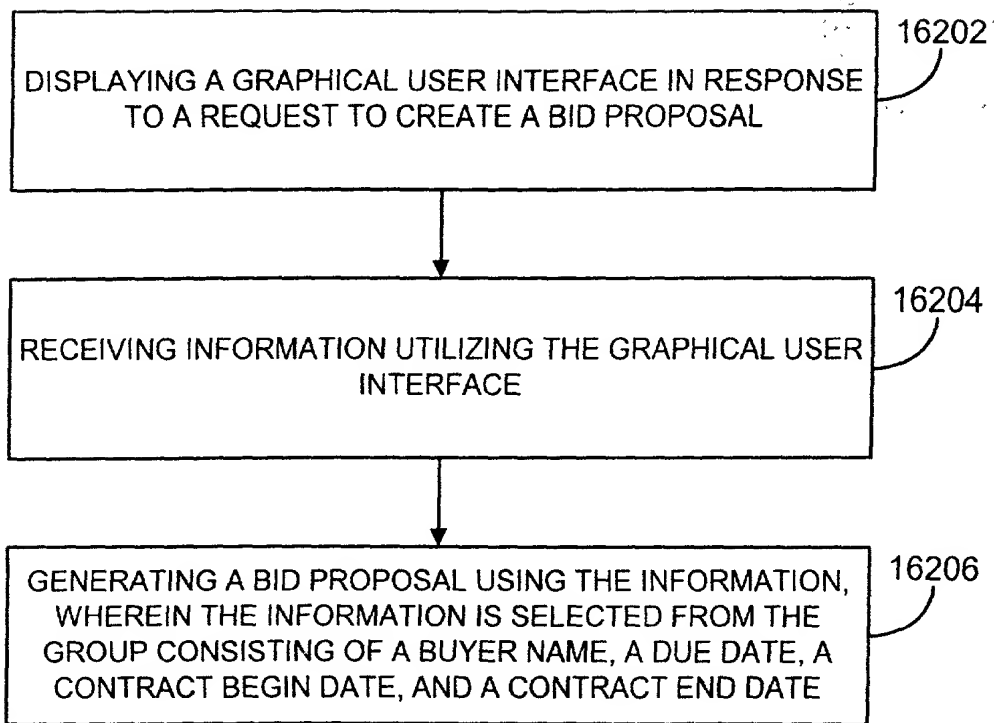 16202
DISPLAYING A GRAPHICAL USER INTERFACE IN RESPONSE
TO A REQUEST TO CREATE A BID PROPOSAL
16204
RECEIVING INFORMATION UTILIZING THE GRAPHICAL USER
INTERFACE
16206
GENERATING A BID PROPOSAL USING THE INFORMATION,
WHEREIN THE INFORMATION IS SELECTED FROM THE
GROUP CONSISTING OF A BUYER NAME, A DUE DATE, A
CONTRACT BEGIN DATE, AND A CONTRACT END DATE